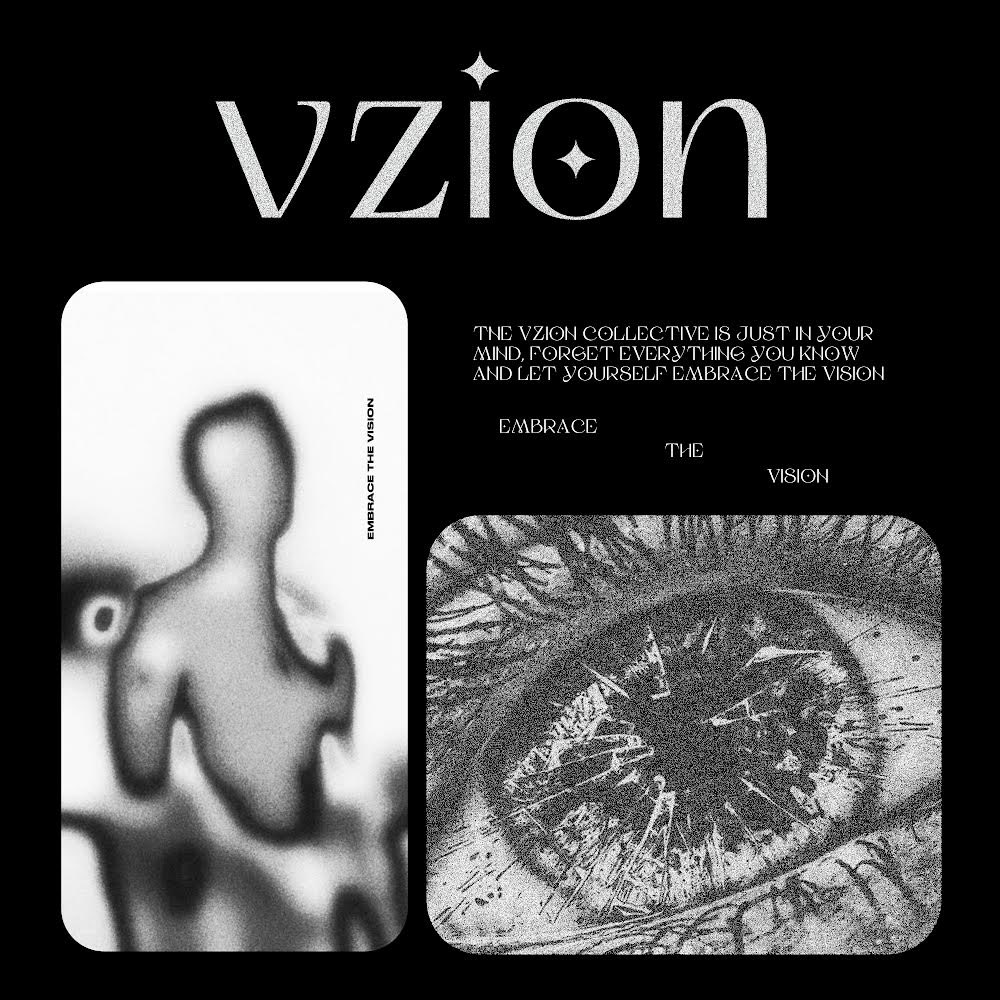 vzion
THE VZION COLLECTIVE IS JUST IN YOUR
MIND, FORGET EVERYTHING YOU KNOW
AND LET YOURSELF EMBRACE THE VISION
EMBRACE
THE
VISION
EMBRACE THE VISION